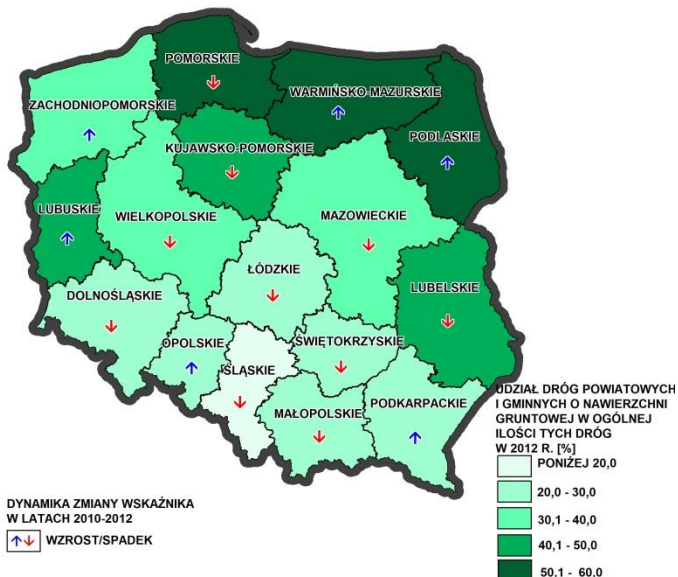 POMORSKIE
WARMIŃSKO-MAZURSKIE
ZACHODNIOPOMORSKIE
PODLASKIE
KUJAWSKO-POMORSKIE
LUBUSKIE
WIELKOPOLSKIE
MAZOWIECKIE
ŁÓDZKIE
LUBELSKIE
DOLNOŚLĄSKIE
OPOLSKIE
ŚWIĘTOKRZYSKIE
ŚLĄSKIE
MAŁOPOLSKIE
PODKARPACKIE
UDZIAŁ DRÓG POWIATOWYCH
I GMINNYCH O NAWIERZCHNI
GRUNTOWEJ W OGÓLNEJ
ILOŚCI TYCH DRÓG
W 2012 R. [%]
PONIŻEJ 20,0
20,0 - 30,0
30,1 - 40,0
40,1 - 50,0
50,1 - 60,0
DYNAMIKA ZMIANY WSKAŹNIKA
W LATACH 2010-2012
WZROST/SPADEK